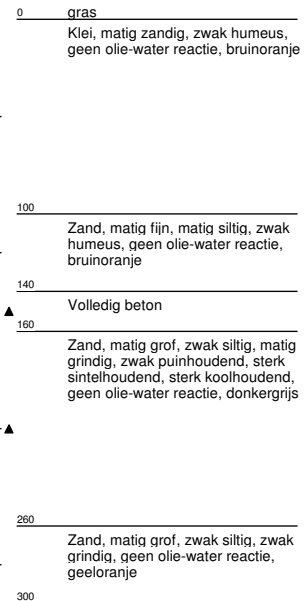 0 gras
Klei, matig zandig, zwak humeus,
geen olie-water reactie, bruinoranje
100
Zand, matig fijn, matig siltig, zwak
humeus, geen olie-water reactie,
bruinoranje
140
Volledig beton
160
Zand, matig grof, zwak siltig, matig
grindig, zwak puinhoudend, sterk
sintelhoudend, sterk koolhoudend,
geen olie-water reactie, donkergrijs
260
Zand, matig grof, zwak siltig, zwak
grindig, geen olie-water reactie,
geeloranje
300